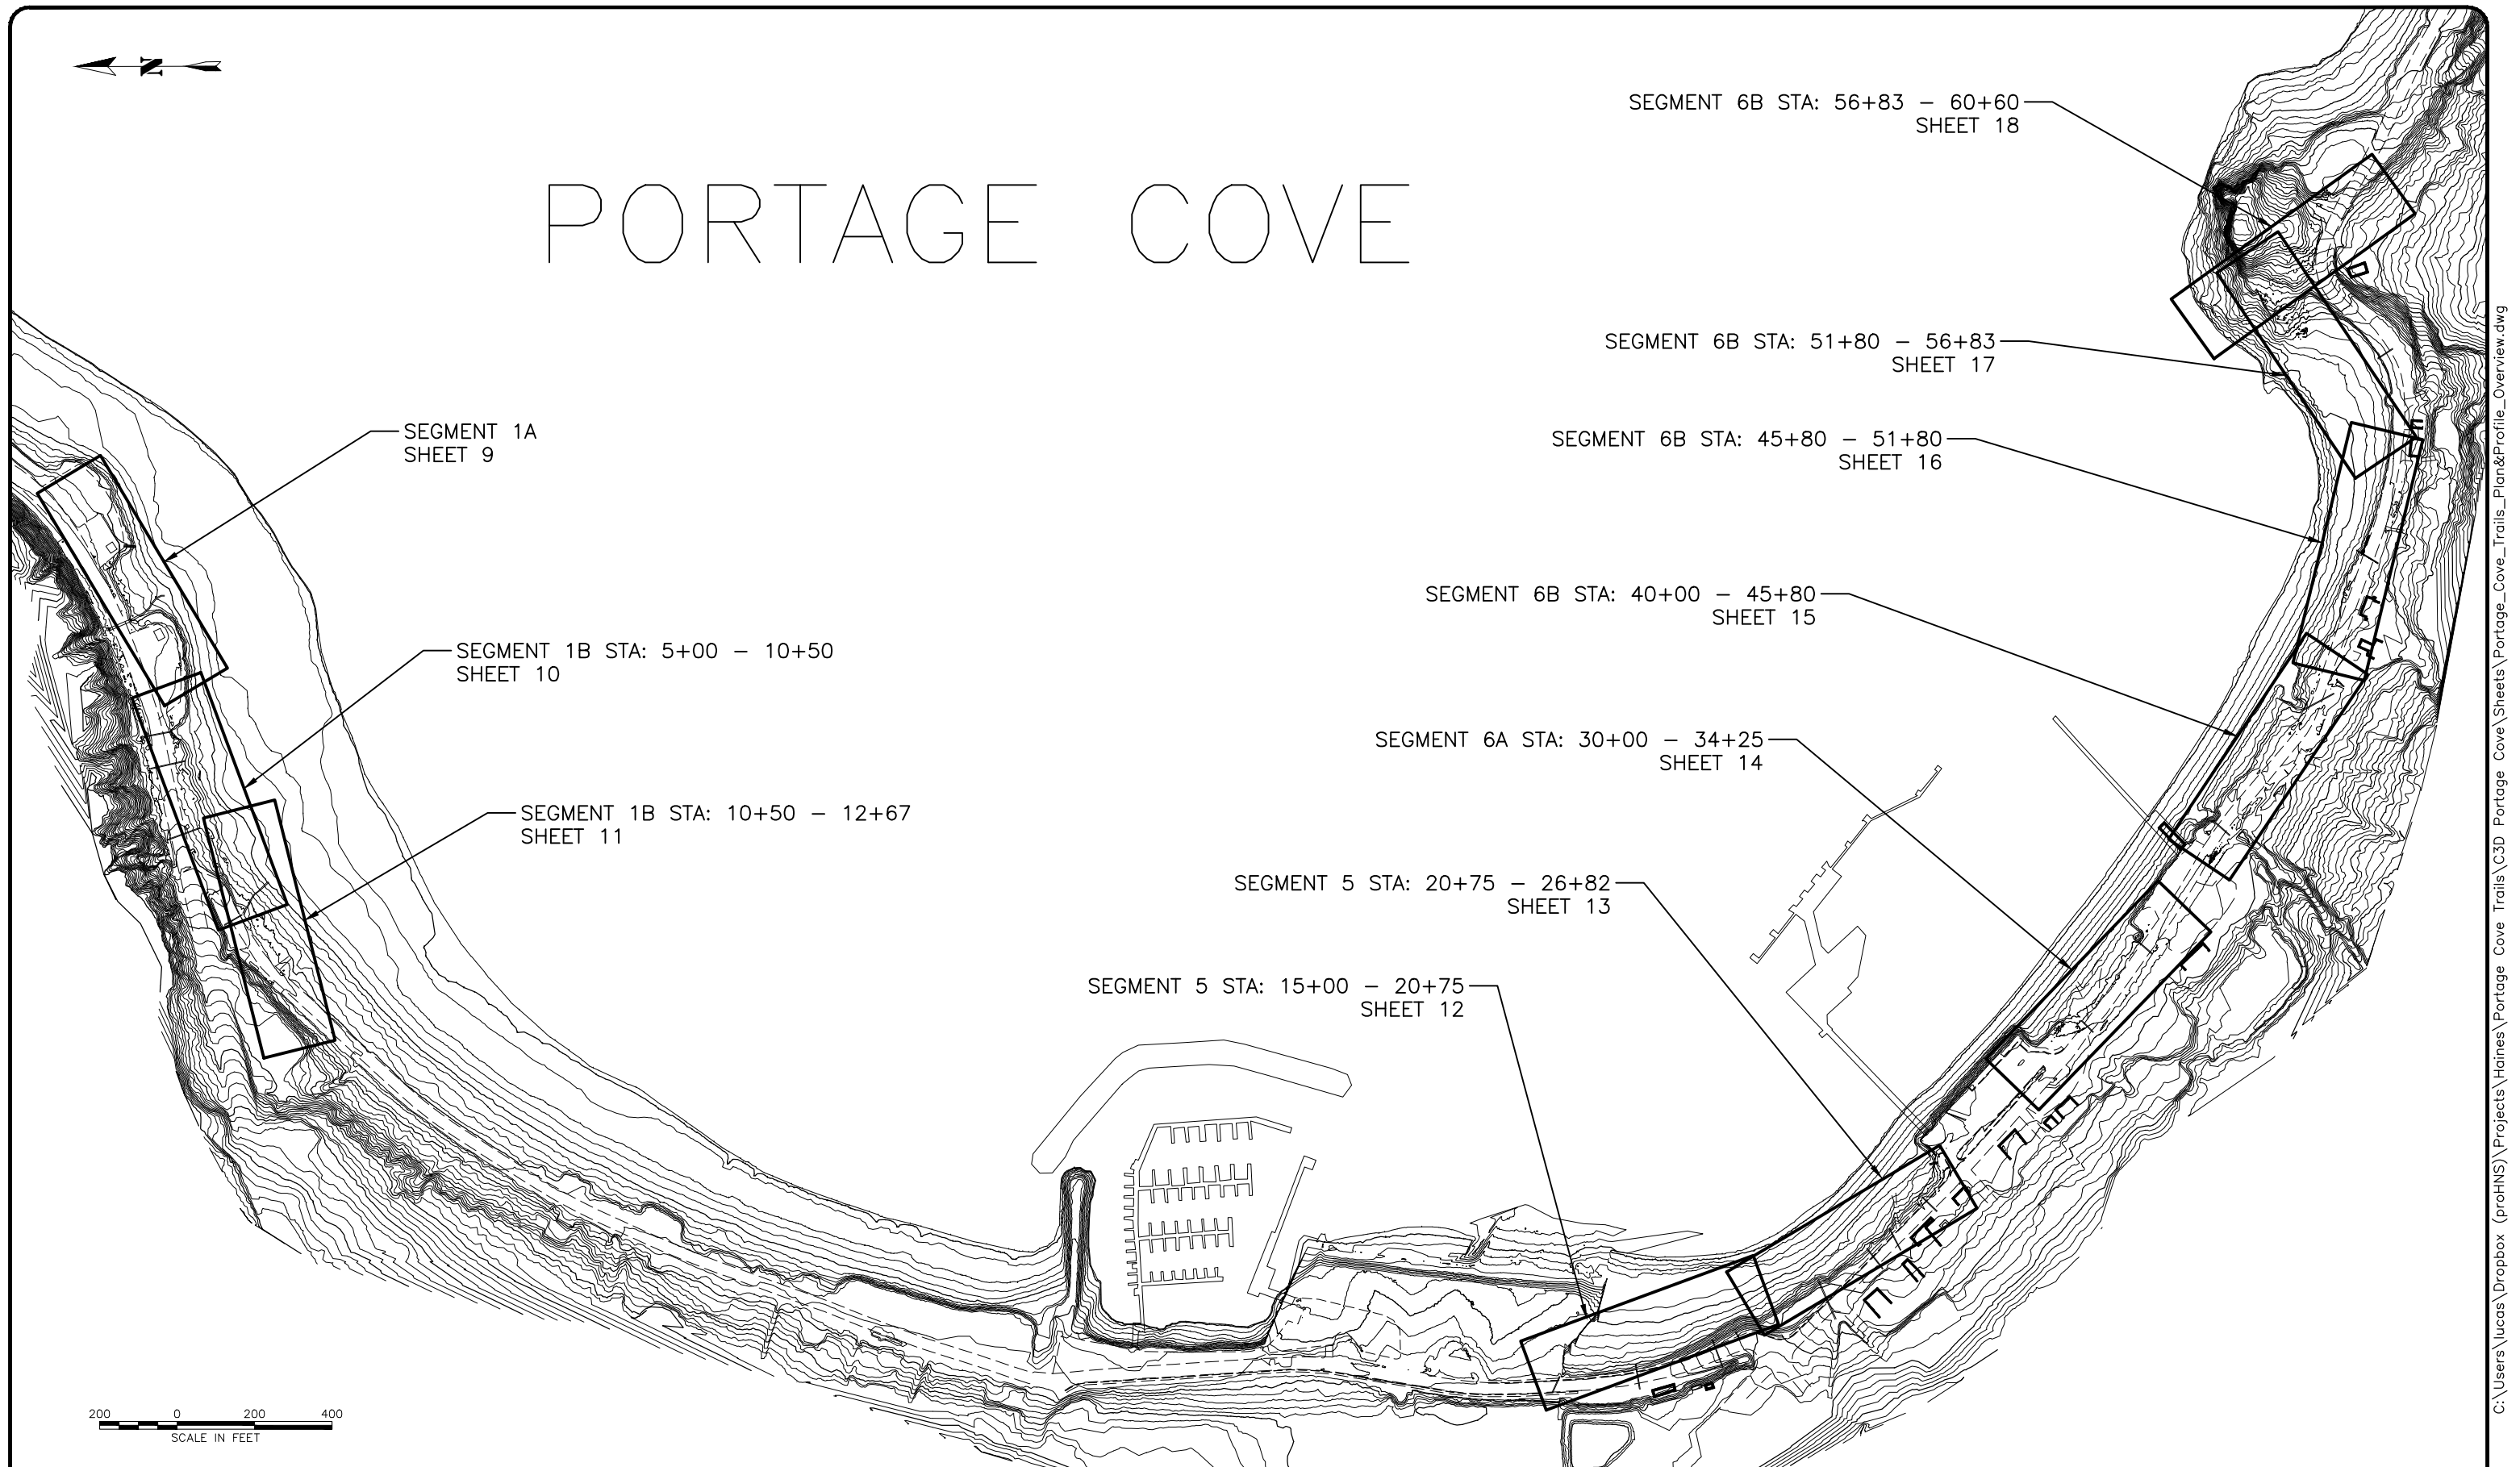 N
PORTAGE COVE
SEGMENT 6B STA: 56+83 – 60+60
SHEET 18
SEGMENT 6B STA: 51+80 – 56+83
SHEET 17
SEGMENT 1A
SHEET 9
SEGMENT 6B STA: 45+80 – 51+80
SHEET 16
SEGMENT 6B STA: 40+00 – 45+80
SHEET 15
SEGMENT 1B STA: 5+00 – 10+50
SHEET 10
SEGMENT 6A STA: 30+00 – 34+25
SHEET 14
SEGMENT 1B STA: 10+50 – 12+67
SHEET 11
SEGMENT 5 STA: 20+75 – 26+82
SHEET 13
SEGMENT 5 STA: 15+00 – 20+75
SHEET 12
200 0 200 400
SCALE IN FEET
C:\Users\lucas\Dropbox (proHNS)\Projects\Haines\Portage Cove Trails\C3D Portage Cove\Sheets\Portage_Cove_Trails_Plan&Profile_Overview.dwg